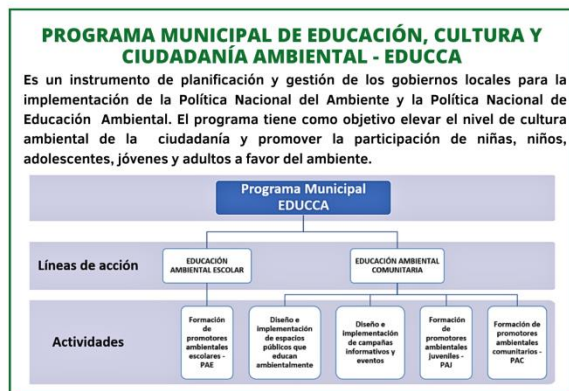 PROGRAMA MUNICIPAL DE EDUCACIÓN, CULTURA Y
CIUDADANÍA AMBIENTAL - EDUCCA
Es un instrumento de planificación y gestión de los gobiernos locales para la
implementación de la Política Nacional del Ambiente y la Política Nacional de
Educación Ambiental. El programa tiene como objetivo elevar el nivel de cultura
ambiental de la ciudadanía y promover la participación de niñas, niños,
adolescentes, jóvenes y adultos a favor del ambiente.
Programa Municipal
EDUCCA
Líneas de acción
EDUCACIÓN
AMBIENTAL ESCOLAR
EDUCACIÓN AMBIENTAL
COMUNITARIA
Actividades
Formación
de
promotores
ambientales
escolares -
PAE
Diseño e
implementación
de espacios
públicos que
educan
ambientalmente
Diseño e
implementación
de campañas
informativos y
eventos
Formación
de
promotores
ambientales
juveniles - PAJ
Formación de
promotores
ambientales
comunitarios -
PAC